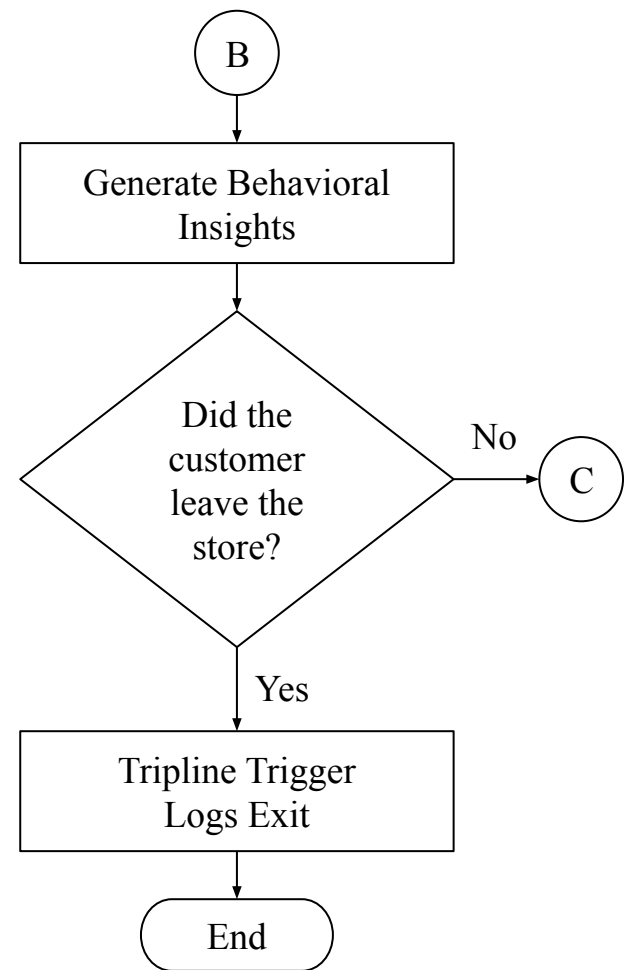 B
Generate Behavioral
Insights
Did the
customer
leave the
store?
No
C
Yes
Tripline Trigger
Logs Exit
End